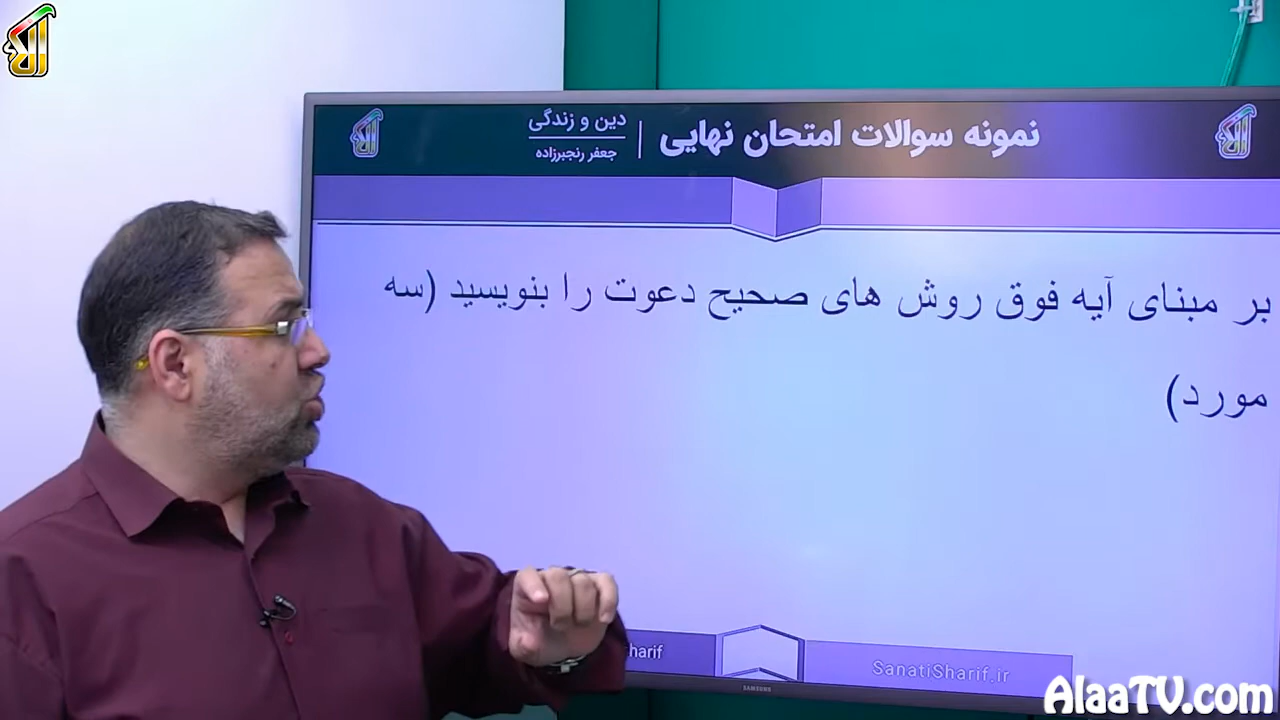 نمونه سوالات امتحان نهایی
دین و زندگی
جعفر رنجبرزاده
بر مبنای آیه فوق روش های صحیح دعوت را بنویسید (سه
مورد)
harif
SanatiSharif.ir
SAMSUNG
AlaaTV.com